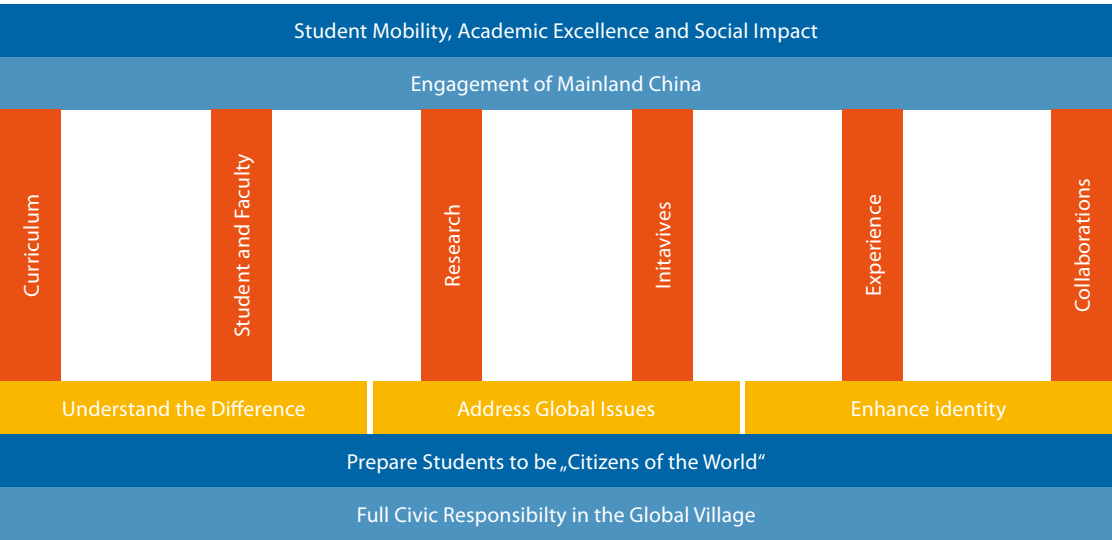 Student Mobility, Academic Excellence and Social Impact
Engagement of Mainland China
Curriculum
Student and Faculty
Research
Initavives
Experience
Collaborations
Understand the Difference
Address Global Issues
Enhance identity
Prepare Students to be „Citizens of the World“
Full Civic Responsibilty in the Global Village